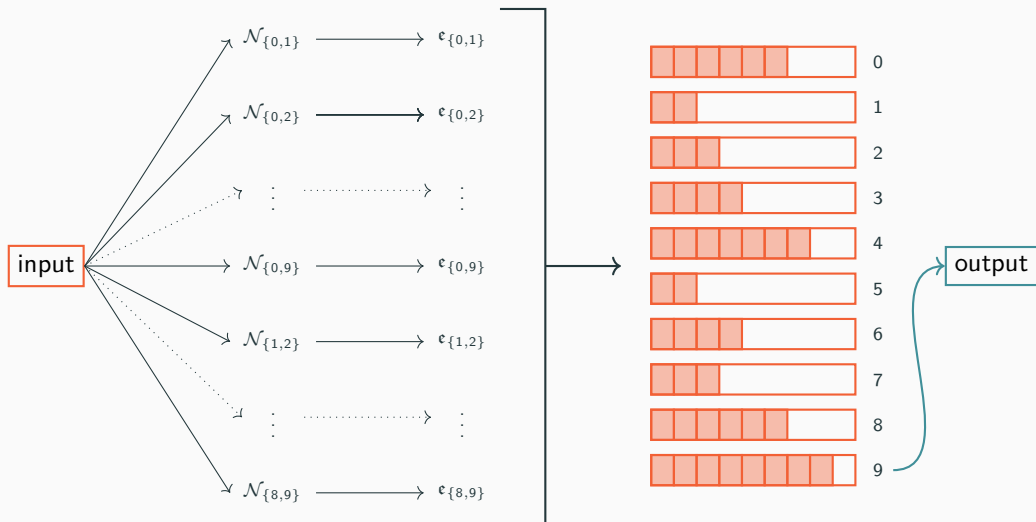 𝒩{0,1} 𝔢{0,1}
0
1
𝒩{0,2} 𝔢{0,2}
2
⋮ ⋮
3
4
input 𝒩{0,9} 𝔢{0,9} output
5
6
𝒩{1,2} 𝔢{1,2}
7
⋮ ⋮
8
9
𝒩{8,9} 𝔢{8,9}